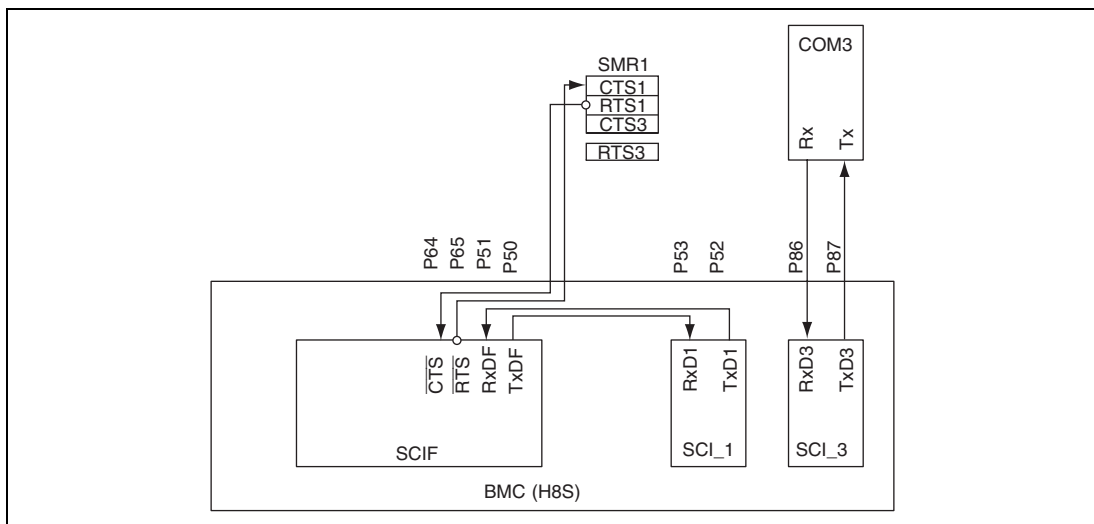 COM3
SMR1
CTS1
RTS1
CTS3
RTS3
Rx
Tx
P64
P65
P51
P50
P53
P52
P86
P87
CTS
RTS
RxDF
TxDF
RxD1
TxD1
RxD3
TxD3
SCIF
SCI_1
SCI_3
BMC (H8S)